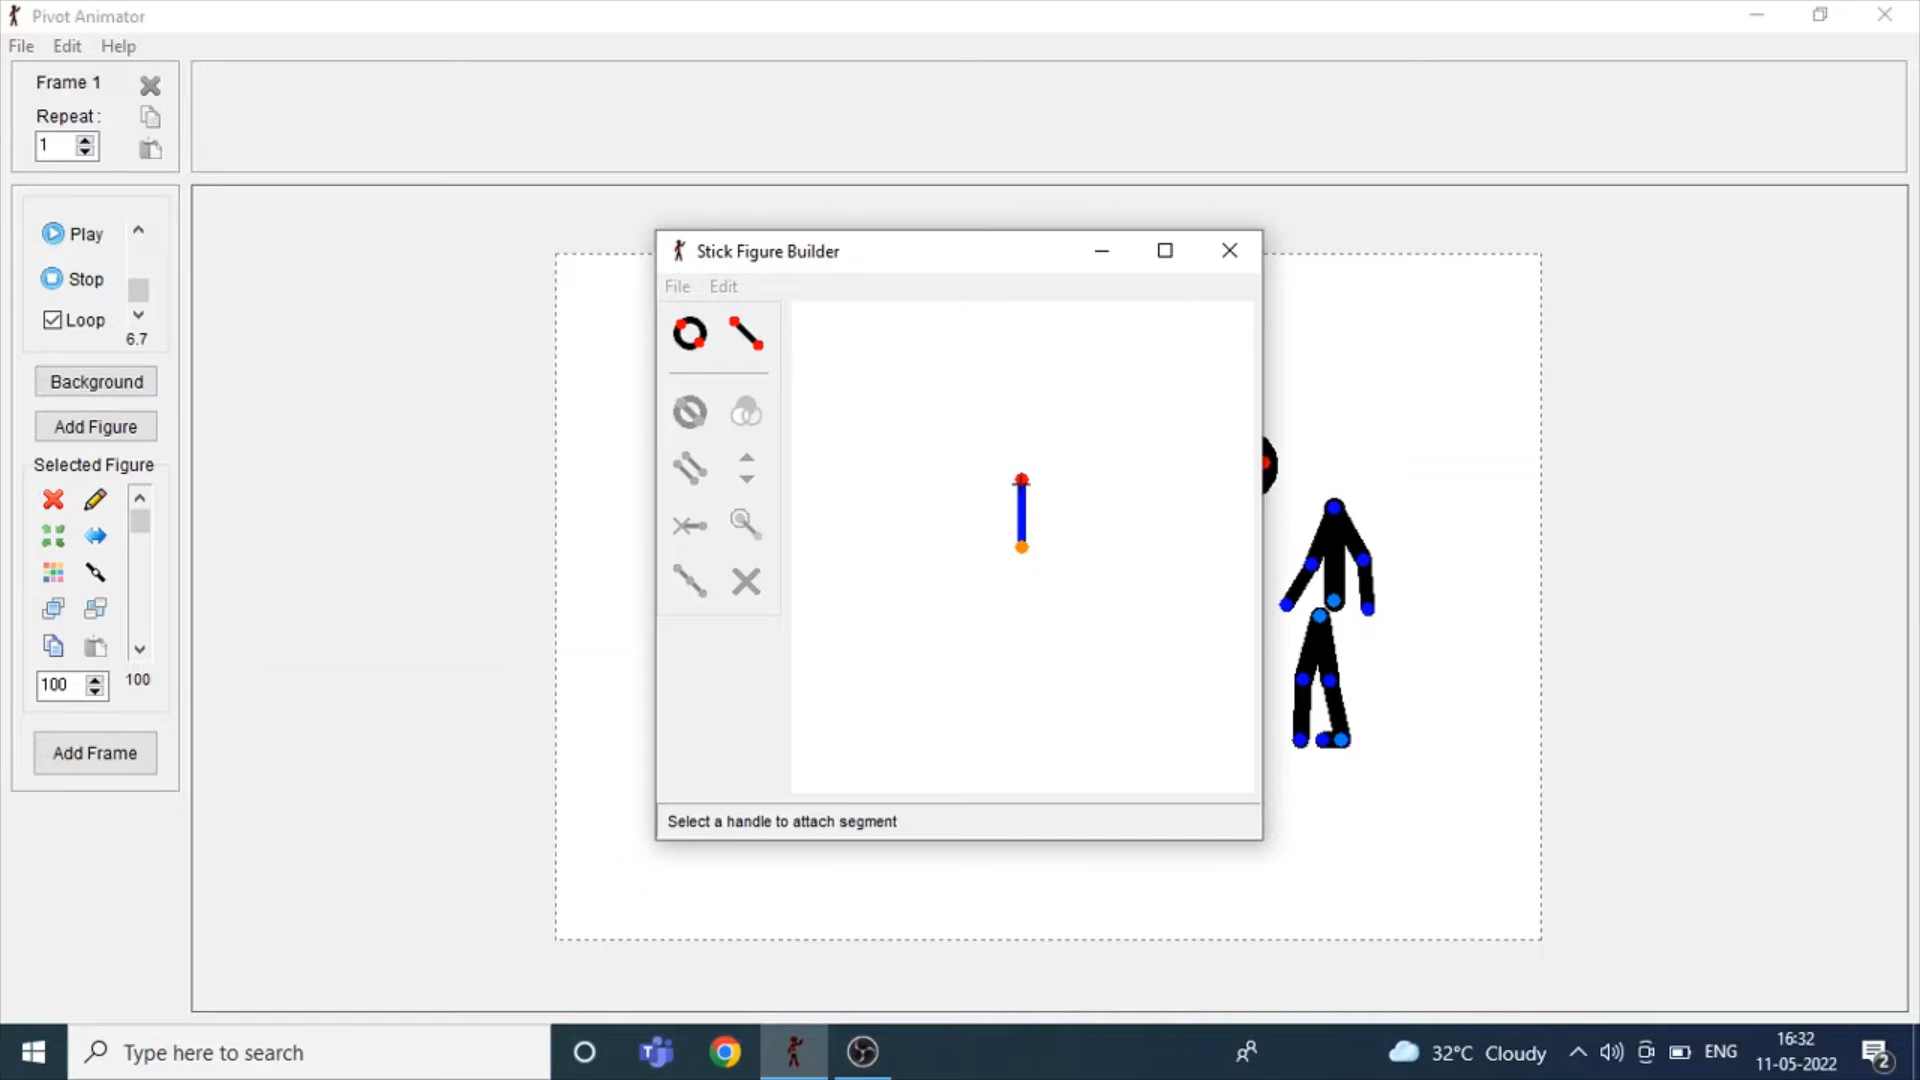 Pivot Animator
File Edit Help
Frame 1
Repeat :
1
Play
Stop
Loop
6.7
Background
Add Figure
Selected Figure
100
100
Add Frame
Stick Figure Builder
File Edit
Select a handle to attach segment
Type here to search
T
32°C Cloudy
ENG
16:32
11-05-2022
2